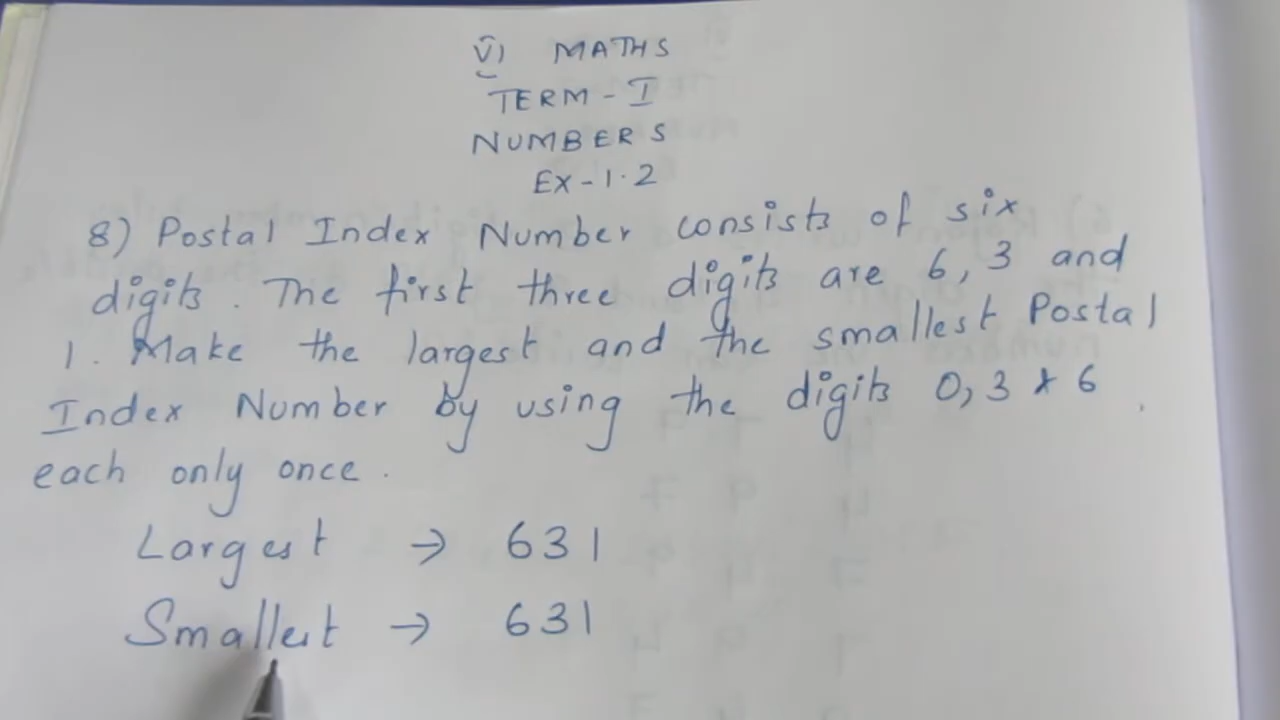 VI MATHS
TERM - I
NUMBERS
EX - 1.2
8) Postal Index Number consists of six
digits. The first three digits are 6, 3 and
1. Make the largest and the smallest Postal
Index Number by using the digits 0, 3 & 6
each only once.
Largest → 631
Smallest → 631